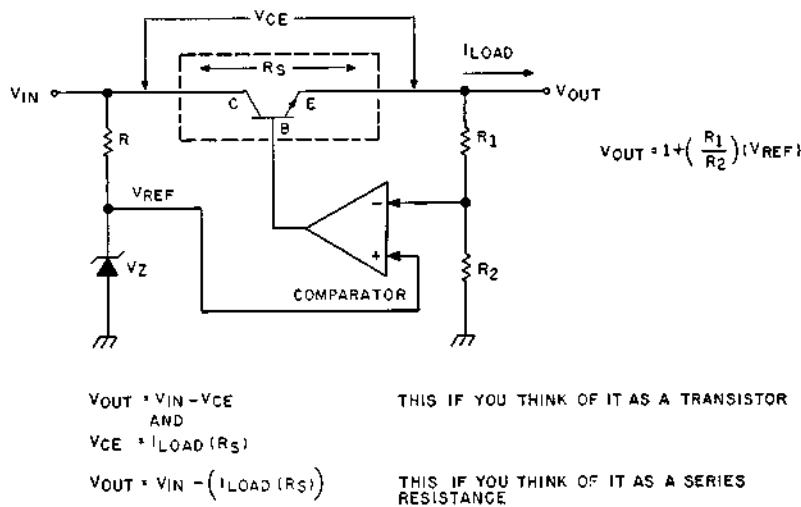 VCE
ILOAD
RS
VIN
C
E
B
VOUT
R
R1
VOUT = 1+(R1/R2)(VREF)
VREF
−
+
VZ
R2
COMPARATOR
VOUT = VIN - VCE
THIS IF YOU THINK OF IT AS A TRANSISTOR
AND
VCE = ILOAD (RS)
VOUT = VIN - (ILOAD (RS))
THIS IF YOU THINK OF IT AS A SERIES
RESISTANCE